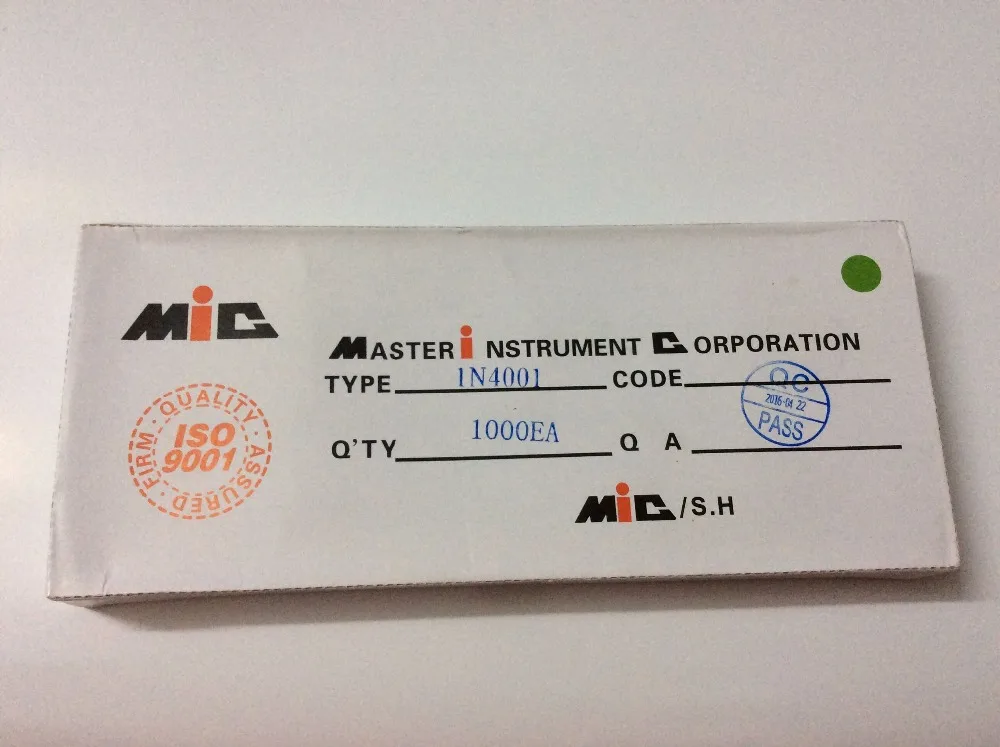 MiC
MASTER iNSTRUMENT CORPORATION
TYPE 1N4001 CODE
QC
2016-04 22
PASS
Q'TY 1000EA Q A
MiC/S.H
FIRM · QUALITY · ASSURED ·
ISO
9001